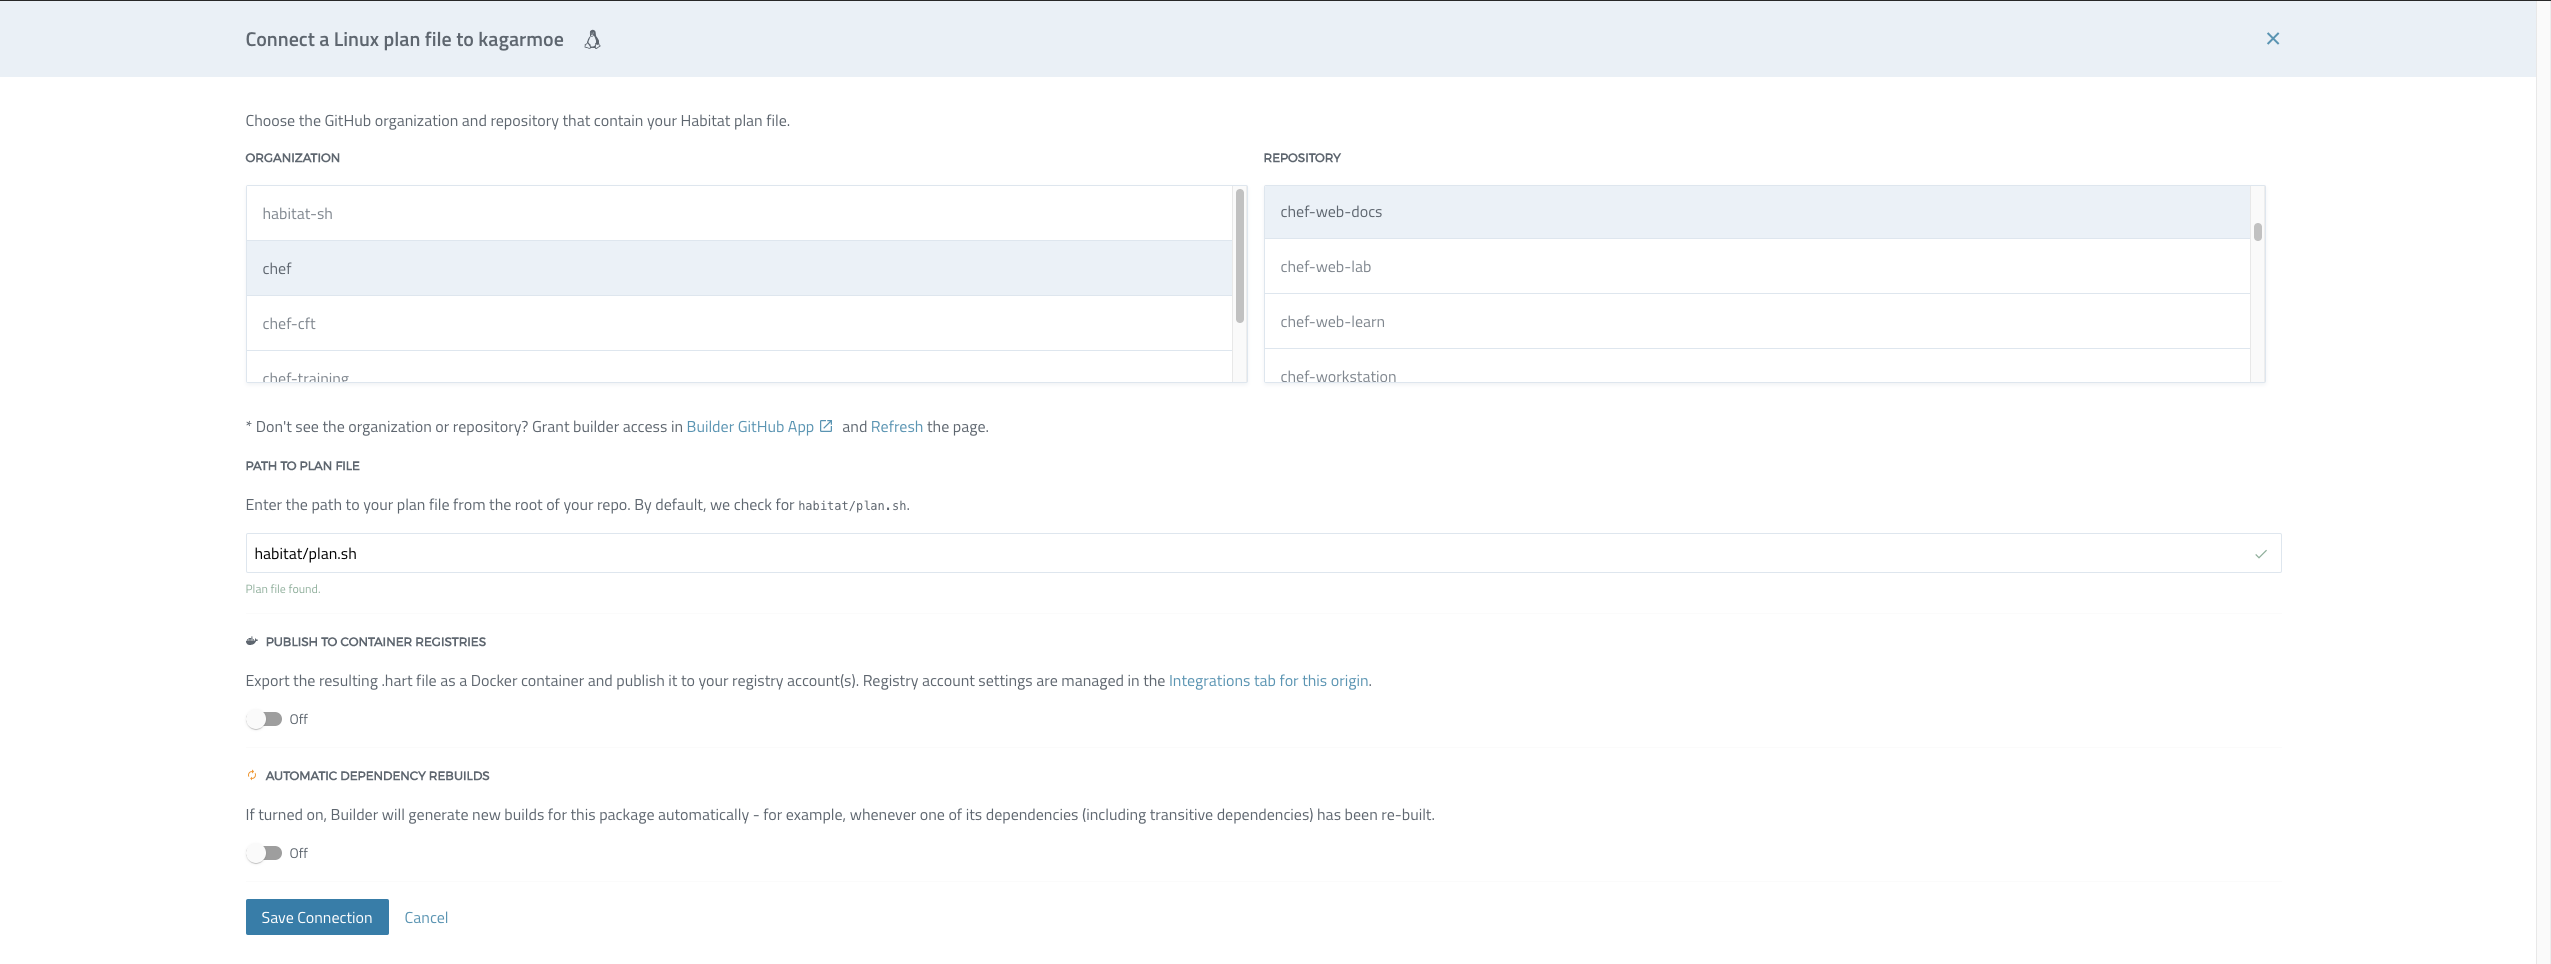 Connect a Linux plan file to kagarmoe
Choose the GitHub organization and repository that contain your Habitat plan file.
ORGANIZATION
habitat-sh
chef
chef-cft
chef-training
REPOSITORY
chef-web-docs
chef-web-lab
chef-web-learn
chef-workstation
* Don't see the organization or repository? Grant builder access in Builder GitHub App and Refresh the page.
PATH TO PLAN FILE
Enter the path to your plan file from the root of your repo. By default, we check for habitat/plan.sh.
habitat/plan.sh
Plan file found.
PUBLISH TO CONTAINER REGISTRIES
Export the resulting .hart file as a Docker container and publish it to your registry account(s). Registry account settings are managed in the Integrations tab for this origin.
Off
AUTOMATIC DEPENDENCY REBUILDS
If turned on, Builder will generate new builds for this package automatically - for example, whenever one of its dependencies (including transitive dependencies) has been re-built.
Off
Save Connection Cancel